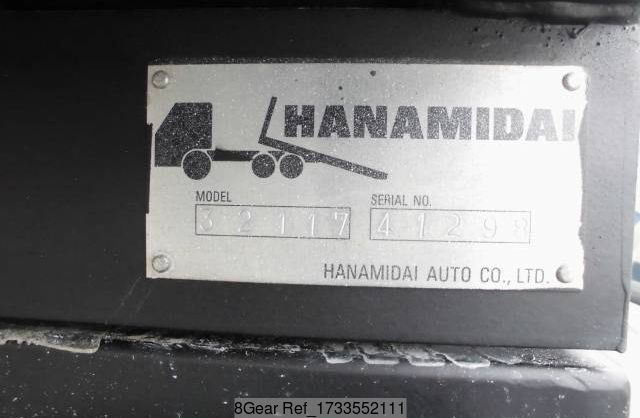 HANAMIDAI
MODEL
32117
SERIAL NO.
41298
HANAMIDAI AUTO CO., LTD.
8Gear Ref_1733552111